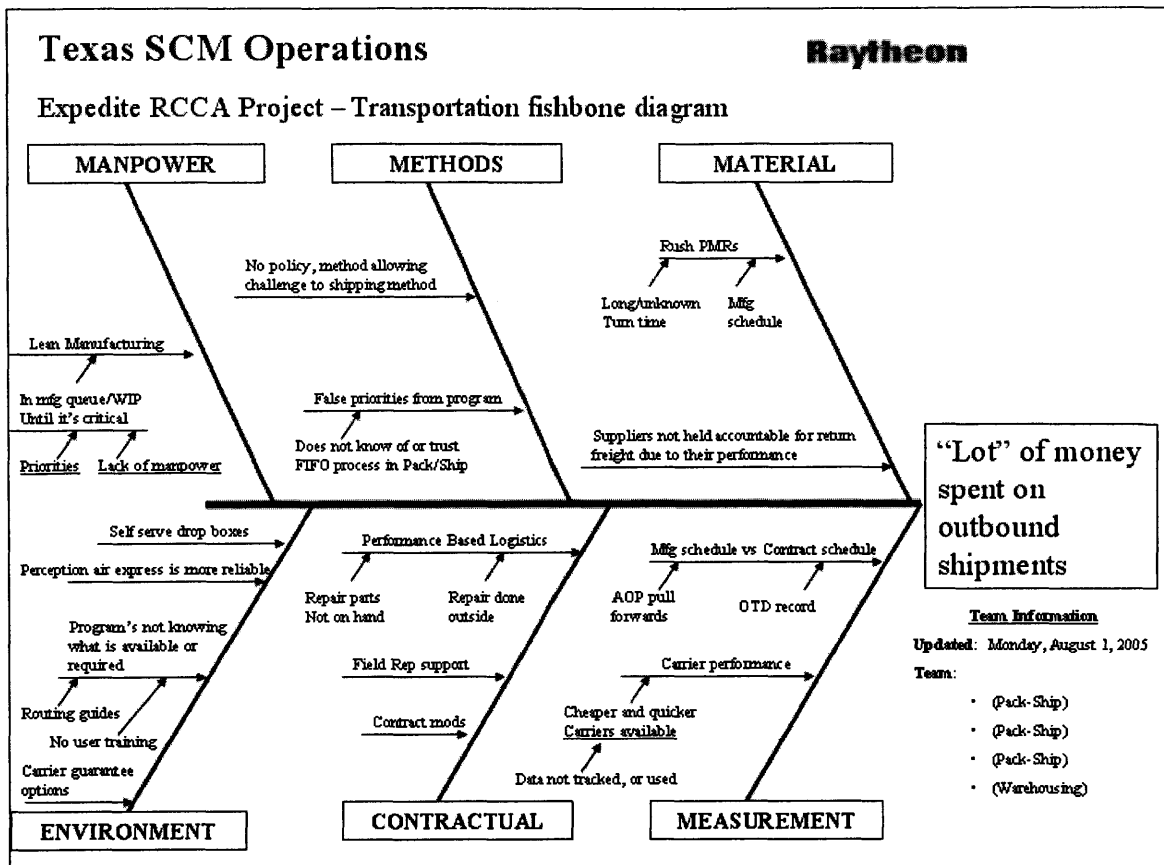 Texas SCM Operations
Raytheon
Expedite RCCA Project – Transportation fishbone diagram
MANPOWER
METHODS
MATERIAL
Rush PMRs
Long/unknown
Turn time
Mfg
schedule
No policy, method allowing
challenge to shipping method
Lean Manufacturing
In mfg queue/WIP
Until it's critical
Priorities
Lack of manpower
False priorities from program
Does not know of or trust
FIFO process in Pack/Ship
Suppliers not held accountable for return
freight due to their performance
"Lot" of money
spent on
outbound
shipments
Self serve drop boxes
Perception air express is more reliable
Program's not knowing
what is available or
required
Routing guides
No user training
Carrier guarantee
options
Performance Based Logistics
Repair parts
Not on hand
Repair done
outside
Field Rep support
Contract mods
Mfg schedule vs Contract schedule
AOP pull
forwards
OTD record
Carrier performance
Cheaper and quicker
Carriers available
Data not tracked, or used
Team Information
Updated: Monday, August 1, 2005
Team:
• (Pack-Ship)
• (Pack-Ship)
• (Pack-Ship)
• (Warehousing)
ENVIRONMENT
CONTRACTUAL
MEASUREMENT